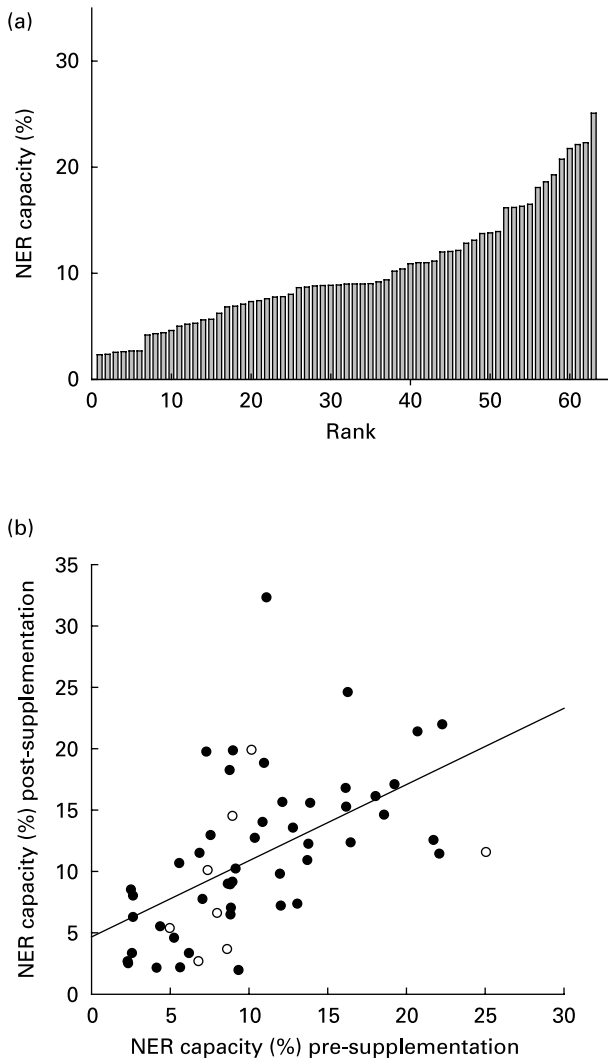 (a)
NER capacity (%)
30
20
10
0
0 10 20 30 40 50 60
Rank
(b)
NER capacity (%) post-supplementation
35
30
25
20
15
10
5
0
0 5 10 15 20 25 30
NER capacity (%) pre-supplementation